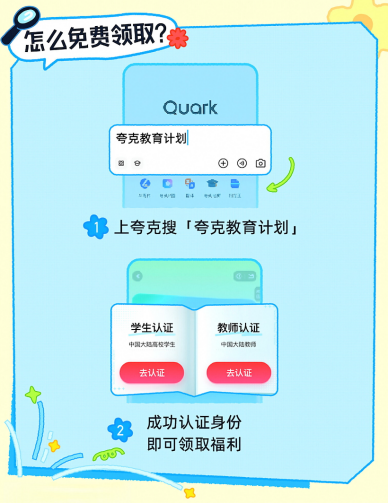 怎么免费领取?
Quark
夸克教育计划
1 上夸克搜「夸克教育计划」
学生认证 教师认证
中国大陆高校学生 中国大陆教师
去认证 去认证
2 成功认证身份
即可领取福利